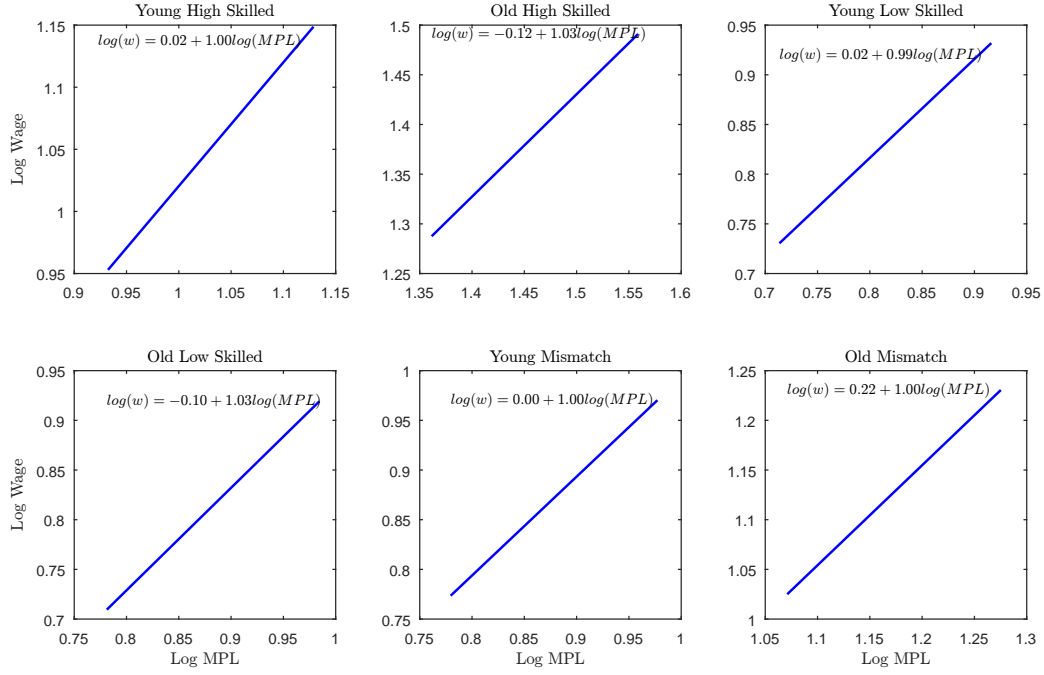 Young High Skilled
log(w) = 0.02 + 1.00log(MPL)
1.15
1.1
1.05
1
0.95
Log Wage
0.9 0.95 1 1.05 1.1 1.15
Old High Skilled
log(w) = −0.12 + 1.03log(MPL)
1.5
1.45
1.4
1.35
1.3
1.25
1.35 1.4 1.45 1.5 1.55 1.6
Young Low Skilled
log(w) = 0.02 + 0.99log(MPL)
0.95
0.9
0.85
0.8
0.75
0.7
0.7 0.75 0.8 0.85 0.9 0.95
Old Low Skilled
log(w) = −0.10 + 1.03log(MPL)
0.95
0.9
0.85
0.8
0.75
0.7
Log Wage
0.75 0.8 0.85 0.9 0.95 1
Log MPL
Young Mismatch
log(w) = 0.00 + 1.00log(MPL)
1
0.95
0.9
0.85
0.8
0.75
0.75 0.8 0.85 0.9 0.95 1
Log MPL
Old Mismatch
log(w) = 0.22 + 1.00log(MPL)
1.25
1.2
1.15
1.1
1.05
1
1.05 1.1 1.15 1.2 1.25 1.3
Log MPL